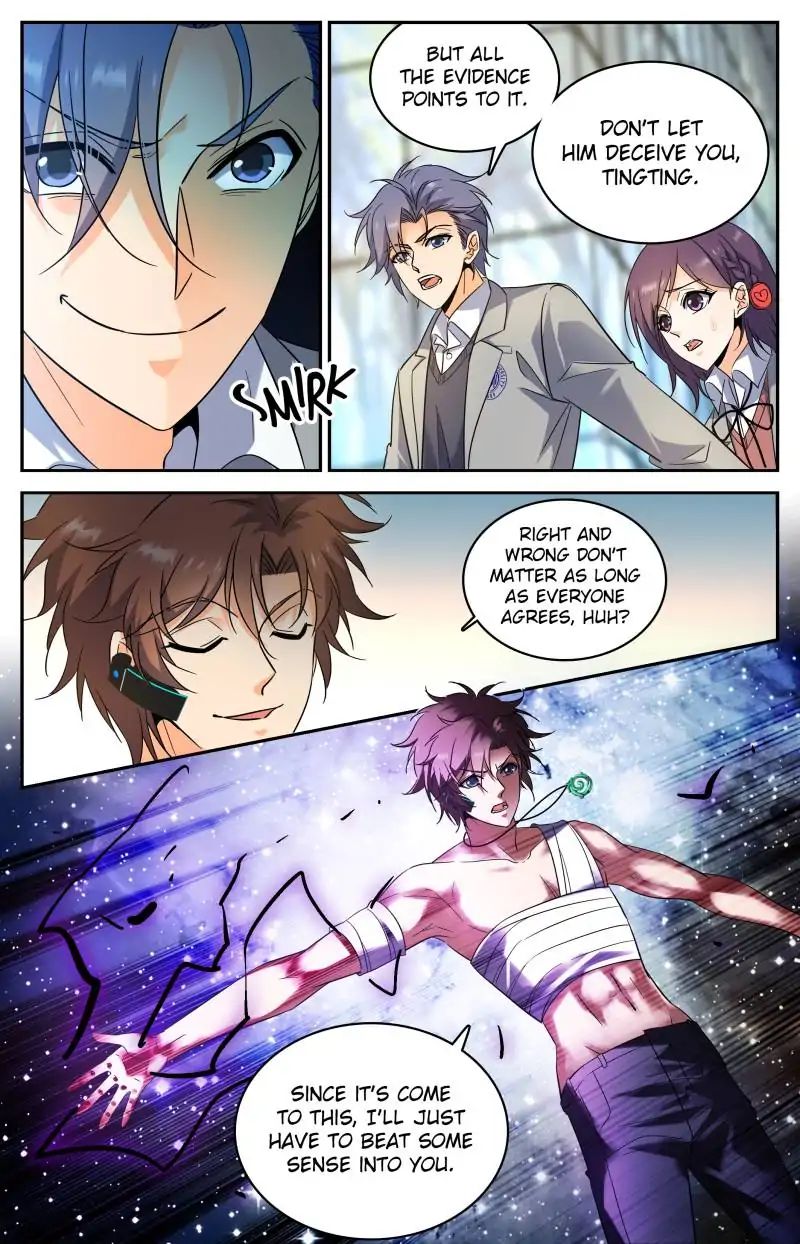 SMIRK
BUT ALL
THE EVIDENCE
POINTS TO IT.
DON'T LET
HIM DECEIVE YOU,
TINGTING.
RIGHT AND
WRONG DON'T
MATTER AS LONG
AS EVERYONE
AGREES, HUH?
SINCE IT'S COME
TO THIS, I'LL JUST
HAVE TO BEAT SOME
SENSE INTO YOU.